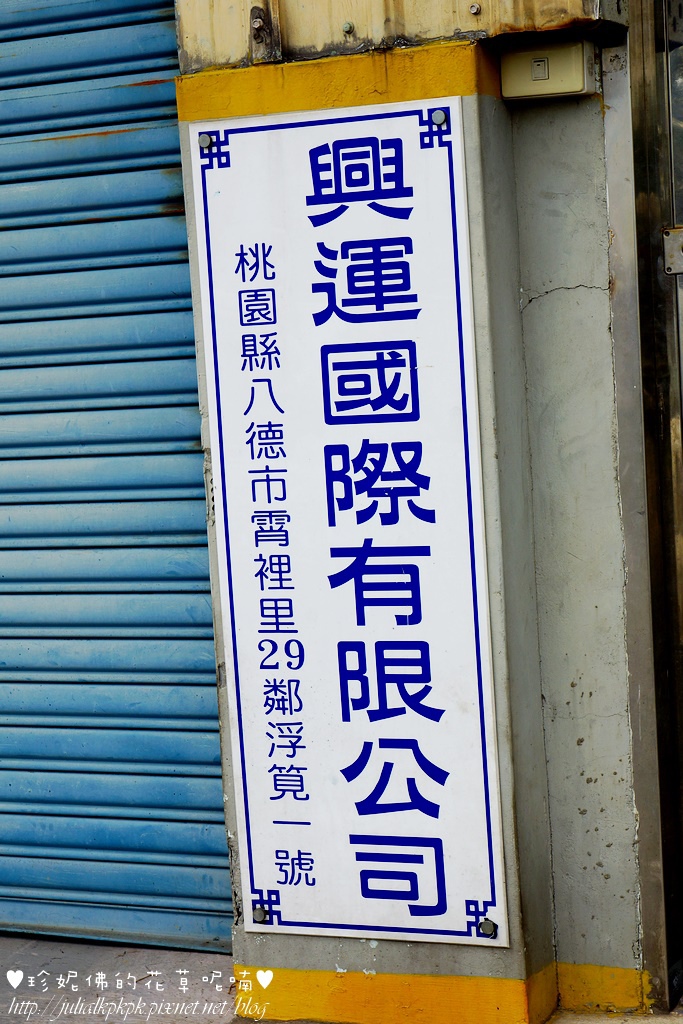 興運國際有限公司
桃園縣八德市霄裡里29鄰浮筧一號
♥珍妮佛的花草呢喃♥
http://julialkpkpk.pixnet.net/blog